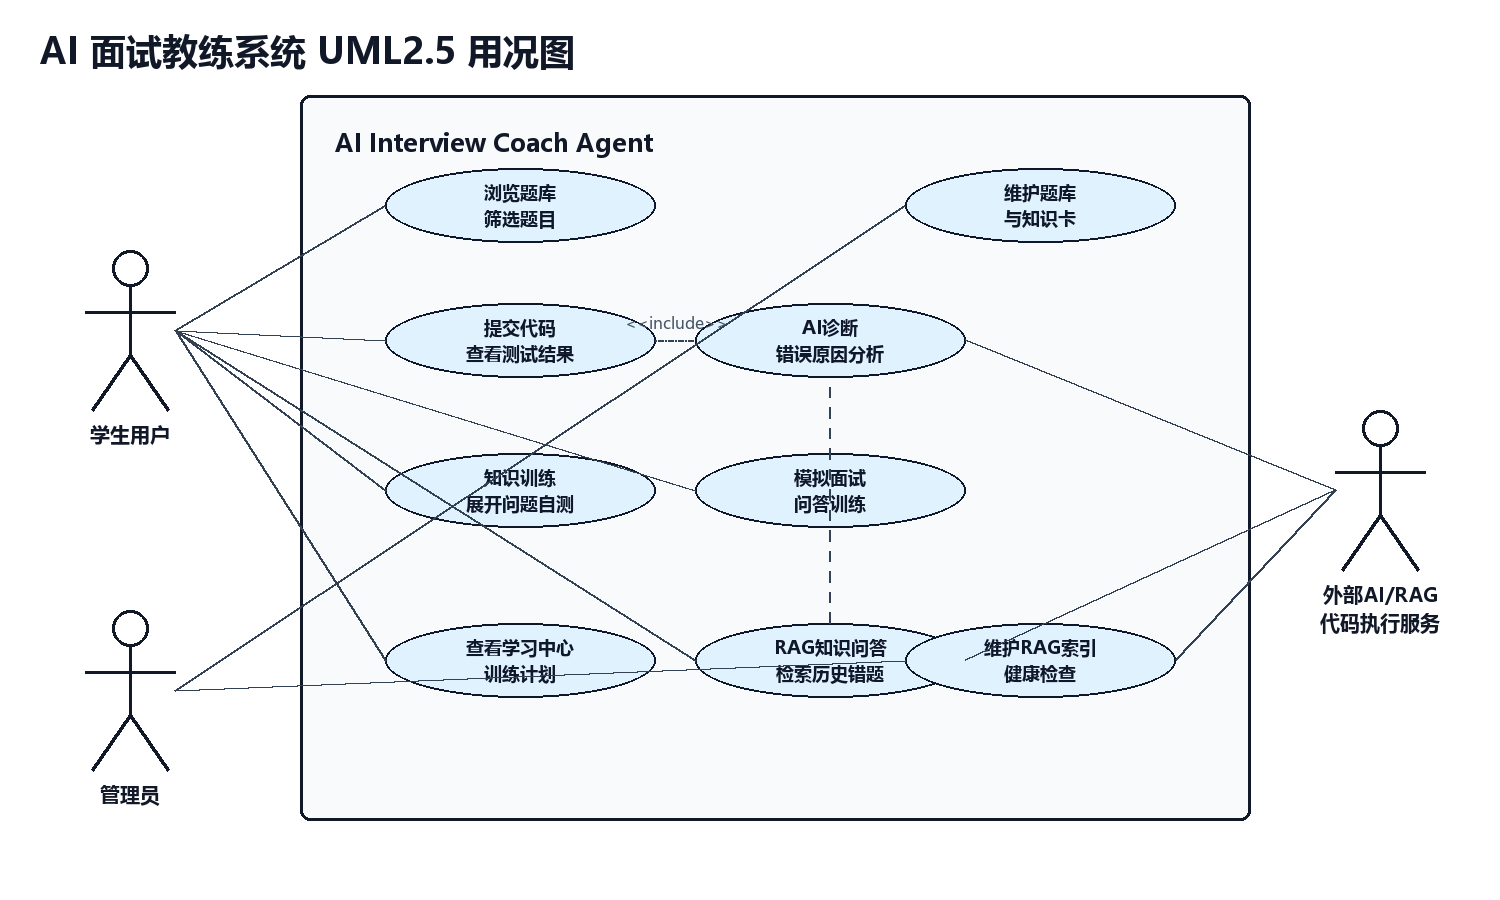 AI 面试教练系统 UML2.5 用况图
AI Interview Coach Agent
浏览题库
筛选题目
维护题库
与知识卡
提交代码
查看测试结果
<<include>>
AI诊断
错误原因分析
学生用户
知识训练
展开问题自测
模拟面试
问答训练
外部AI/RAG
代码执行服务
查看学习中心
训练计划
RAG知识问答
检索历史错题
维护RAG索引
健康检查
管理员